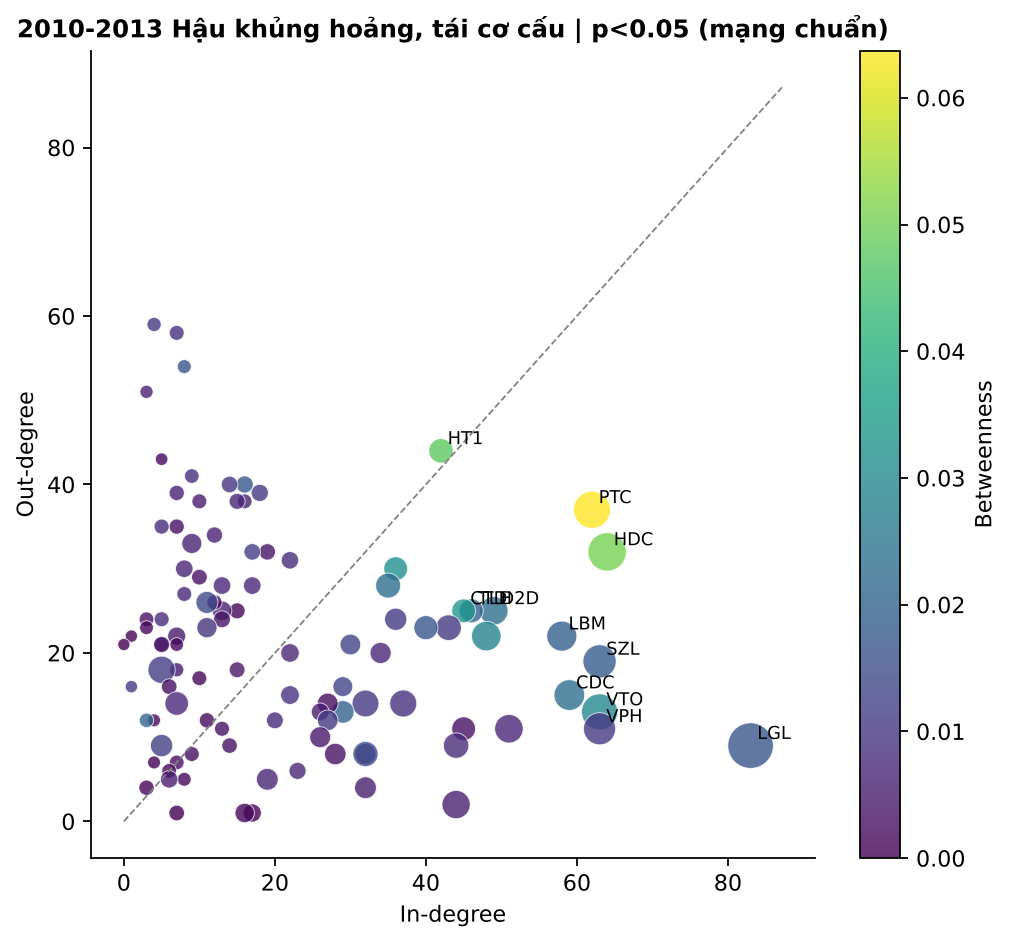 2010-2013 Hậu khủng hoảng, tái cơ cấu | p<0.05 (mạng chuẩn)
Out-degree
80
60
40
20
0
HT1
PTC
HDC
D2D
LBM
SZL
CDC
VTO
VPH
LGL
0 20 40 60 80
In-degree
0.06
0.05
0.04
0.03
0.02
0.01
0.00
Betweenness